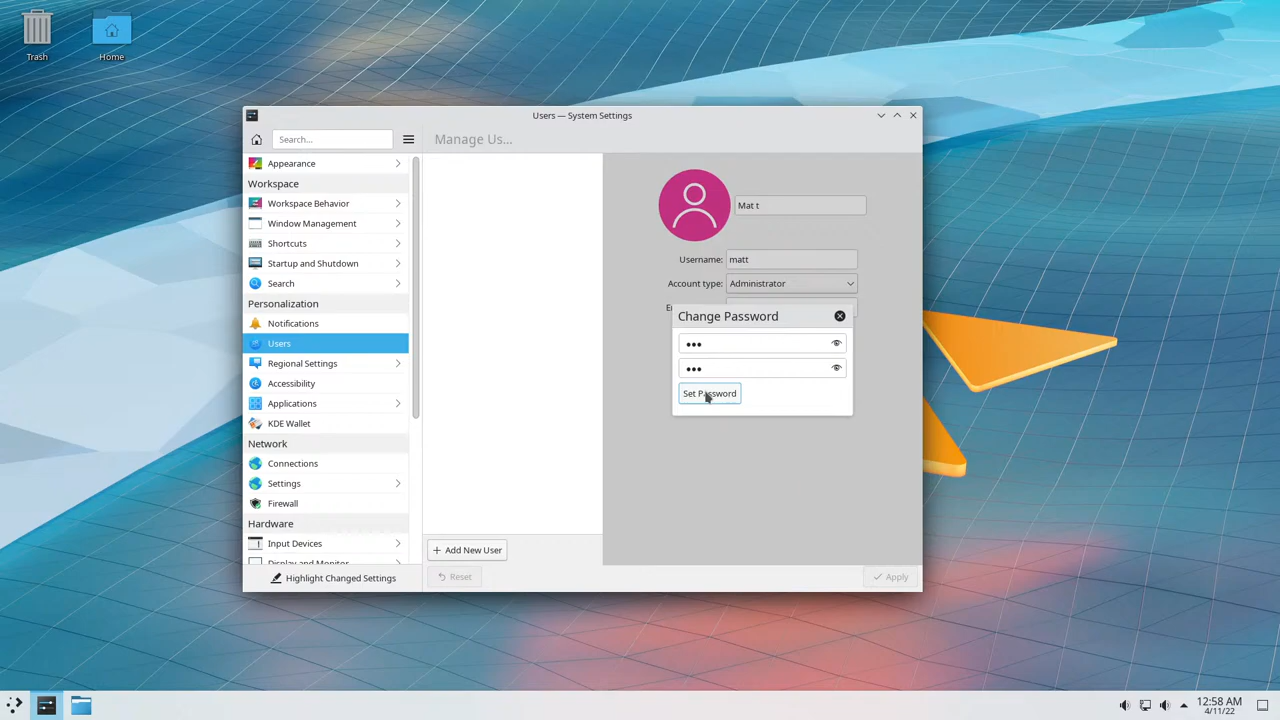 Trash
Home
Users — System Settings
Search...
Manage Us...
Appearance
Workspace
Workspace Behavior
Window Management
Shortcuts
Startup and Shutdown
Search
Personalization
Notifications
Users
Regional Settings
Accessibility
Applications
KDE Wallet
Network
Connections
Settings
Firewall
Hardware
Input Devices
Display and Monitor
Highlight Changed Settings
Mat t
Username: matt
Account type: Administrator
Change Password
Set Password
Add New User
Reset
Apply
12:58 AM
4/11/22